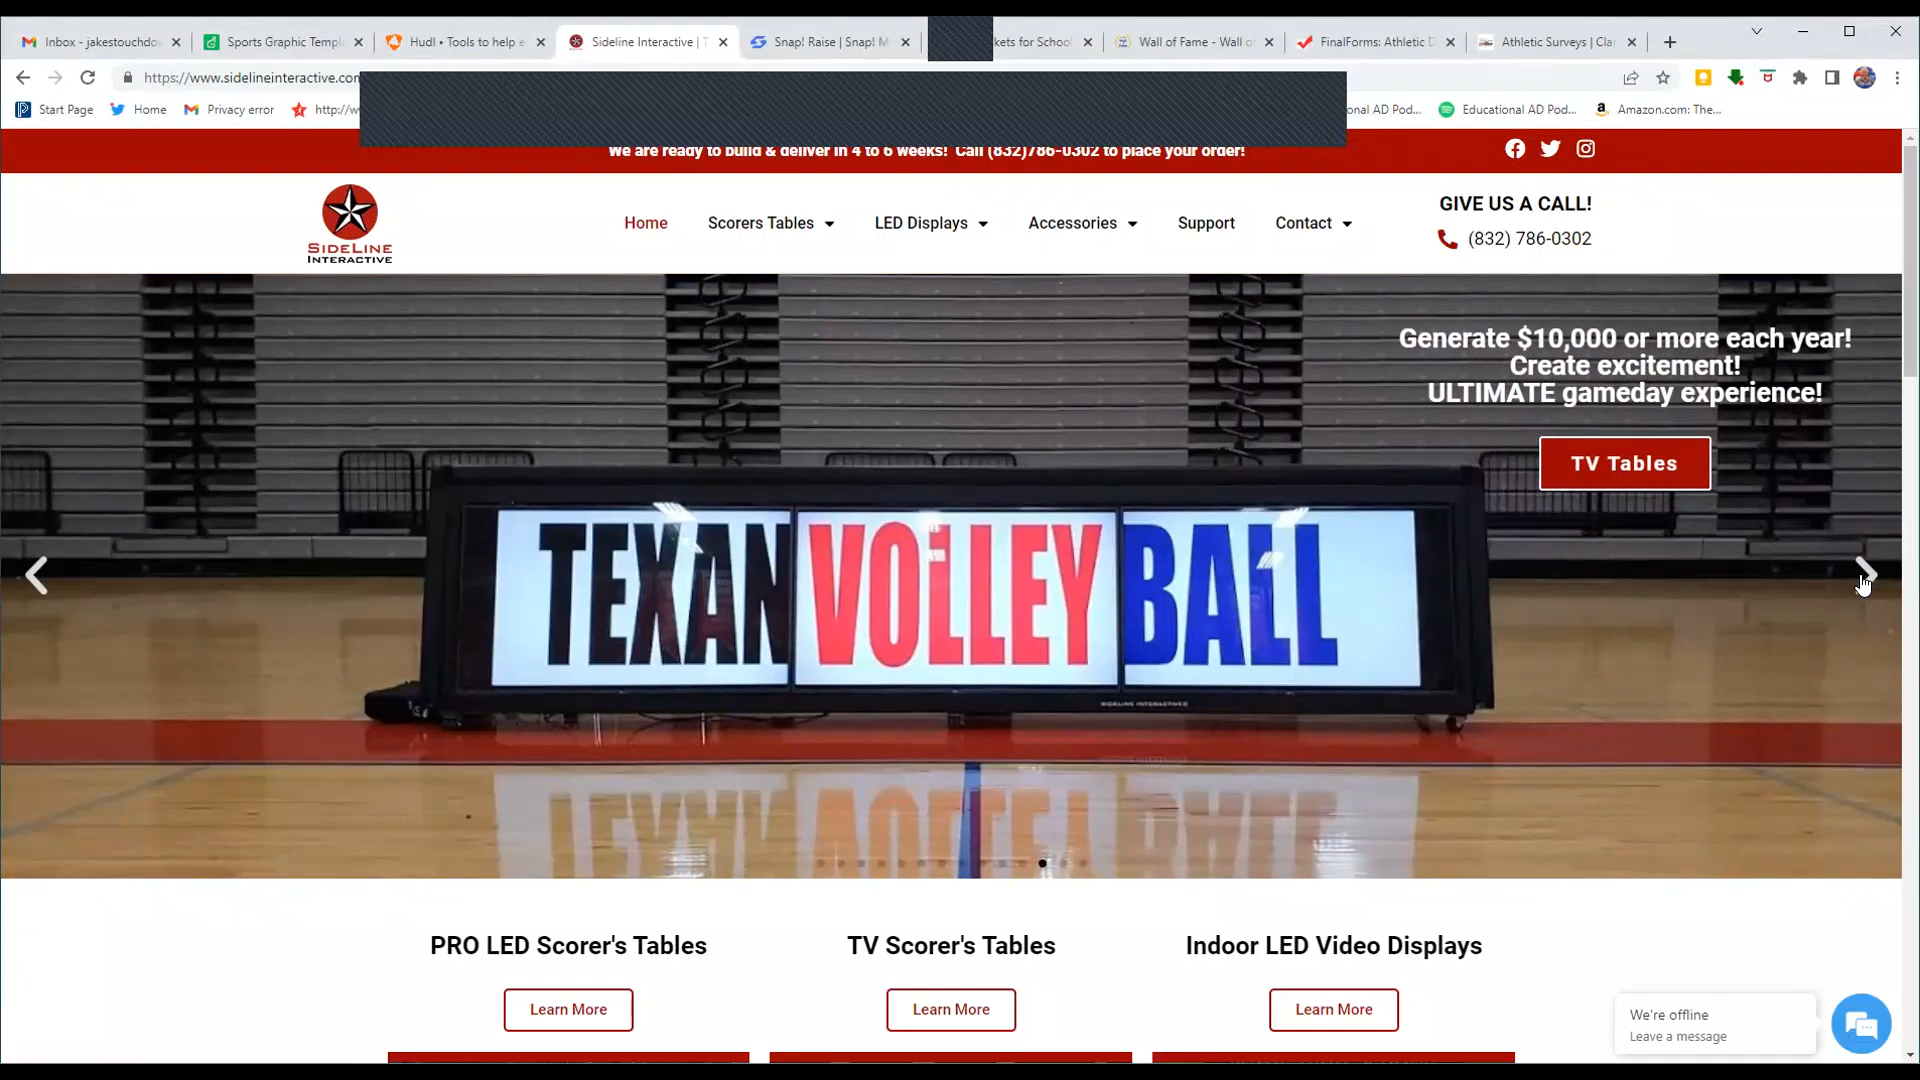 Inbox - jakestouchdo
Sports Graphic Templ
Hudl • Tools to help e
Sideline Interactive | T
Snap! Raise | Snap! M
kets for School
Wall of Fame - Wall o
FinalForms: Athletic D
Athletic Surveys | Cla
https://www.sidelineinteractive.com
Start Page
Home
Privacy error
http://w
onal AD Pod...
Educational AD Pod...
Amazon.com: The...
We are ready to build & deliver in 4 to 6 weeks! Call (832)786-0302 to place your order!
SIDELINE
INTERACTIVE
Home
Scorers Tables
LED Displays
Accessories
Support
Contact
GIVE US A CALL!
(832) 786-0302
Generate $10,000 or more each year!
Create excitement!
ULTIMATE gameday experience!
TV Tables
TEXAN VOLLEYBALL
SIDELINE INTERACTIVE
PRO LED Scorer's Tables
TV Scorer's Tables
Indoor LED Video Displays
Learn More
Learn More
Learn More
We're offline
Leave a message